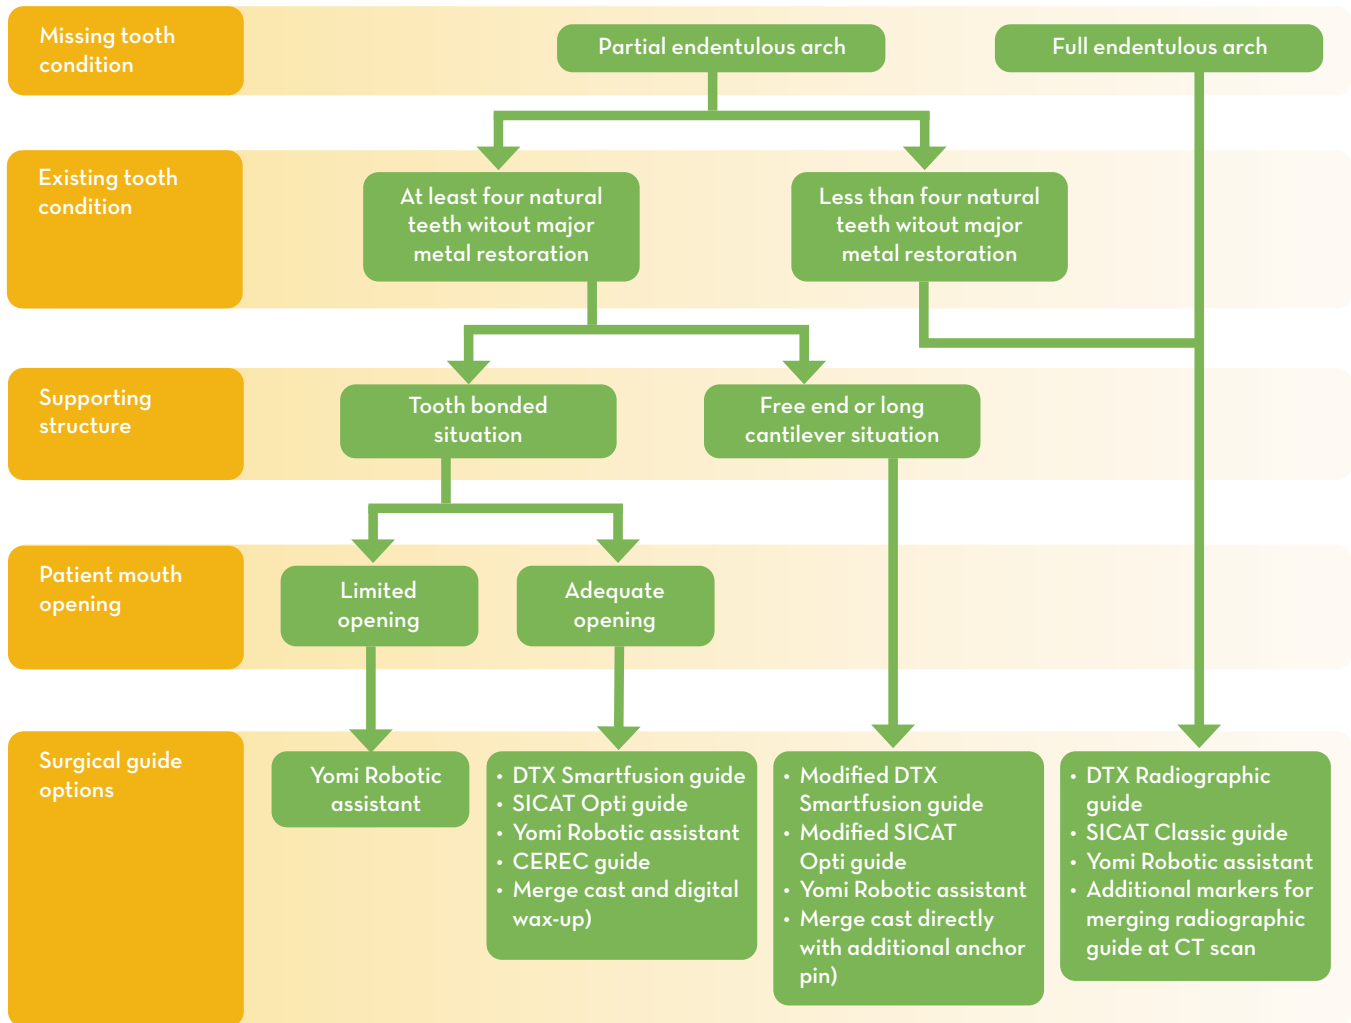 Missing tooth
condition
Partial endentulous arch
Full endentulous arch
Existing tooth
condition
At least four natural
teeth witout major
metal restoration
Less than four natural
teeth witout major
metal restoration
Supporting
structure
Tooth bonded
situation
Free end or long
cantilever situation
Patient mouth
opening
Limited
opening
Adequate
opening
Surgical guide
options
Yomi Robotic
assistant
• DTX Smartfusion guide
• SICAT Opti guide
• Yomi Robotic assistant
• CEREC guide
• Merge cast and digital
wax-up)
• Modified DTX
Smartfusion guide
• Modified SICAT
Opti guide
• Yomi Robotic assistant
• Merge cast directly
with additional anchor
pin)
• DTX Radiographic
guide
• SICAT Classic guide
• Yomi Robotic assistant
• Additional markers for
merging radiographic
guide at CT scan